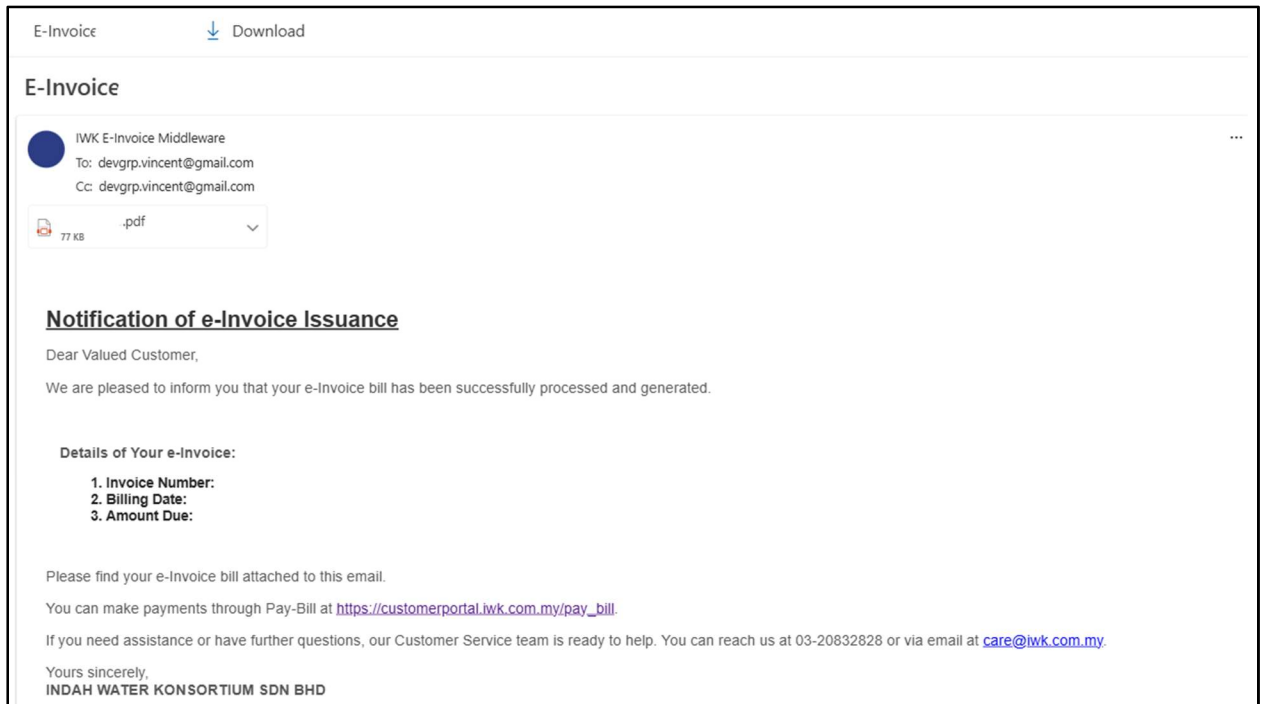 E-Invoice
Download
E-Invoice
IWK E-Invoice Middleware
...
To: devgrp.vincent@gmail.com
Cc: devgrp.vincent@gmail.com
.pdf
77 KB
Notification of e-Invoice Issuance
Dear Valued Customer,
We are pleased to inform you that your e-Invoice bill has been successfully processed and generated.
Details of Your e-Invoice:
1. Invoice Number:
2. Billing Date:
3. Amount Due:
Please find your e-Invoice bill attached to this email.
You can make payments through Pay-Bill at https://customerportal.iwk.com.my/pay_bill.
If you need assistance or have further questions, our Customer Service team is ready to help. You can reach us at 03-20832828 or via email at care@iwk.com.my.
Yours sincerely,
INDAH WATER KONSORTIUM SDN BHD